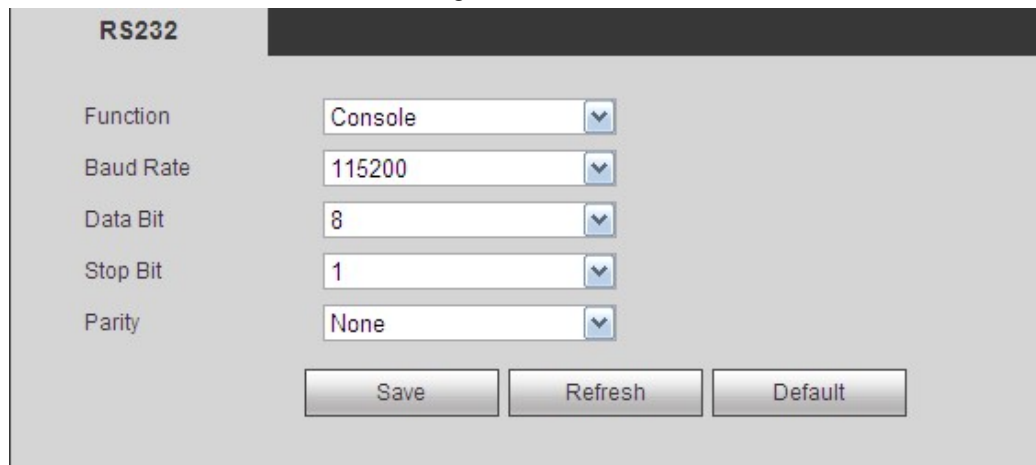 RS232
Function Console
Baud Rate 115200
Data Bit 8
Stop Bit 1
Parity None
Save Refresh Default